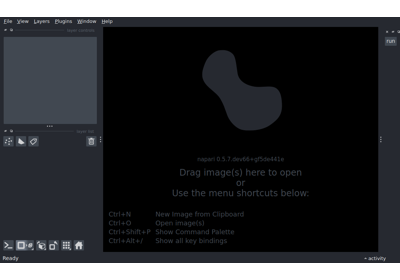 File View Layers Plugins Window Help
run
napari 0.5.7.dev66+gf5de441e
Drag image(s) here to open
or
Use the menu shortcuts below:
Ctrl+N New Image from Clipboard
Ctrl+O Open image(s)
Ctrl+Shift+P Show Command Palette
Ctrl+Alt+/ Show all key bindings
Ready
activity